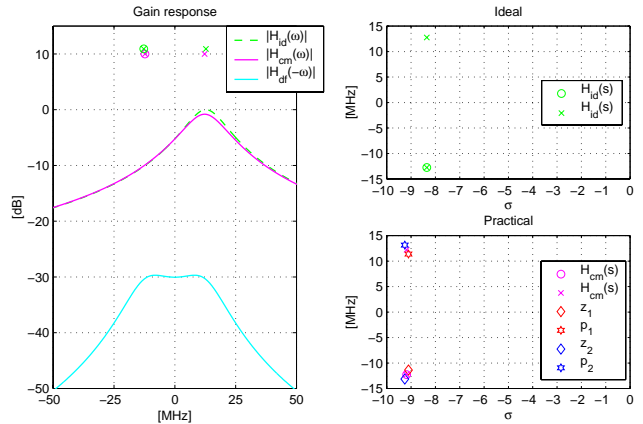 Gain response
|H_id(ω)|
|H_cm(ω)|
|H_df(−ω)|
20
10
0
−10
−20
−30
−40
−50
[dB]
−50 −25 0 25 50
[MHz]
Ideal
H_id(s)
H_id(s)
15
10
5
0
−5
−10
−15
[MHz]
−10 −9 −8 −7 −6 −5 −4 −3 −2 −1 0
σ
Practical
H_cm(s)
H_cm(s)
z_1
p_1
z_2
p_2
15
10
5
0
−5
−10
−15
[MHz]
−10 −9 −8 −7 −6 −5 −4 −3 −2 −1 0
σ